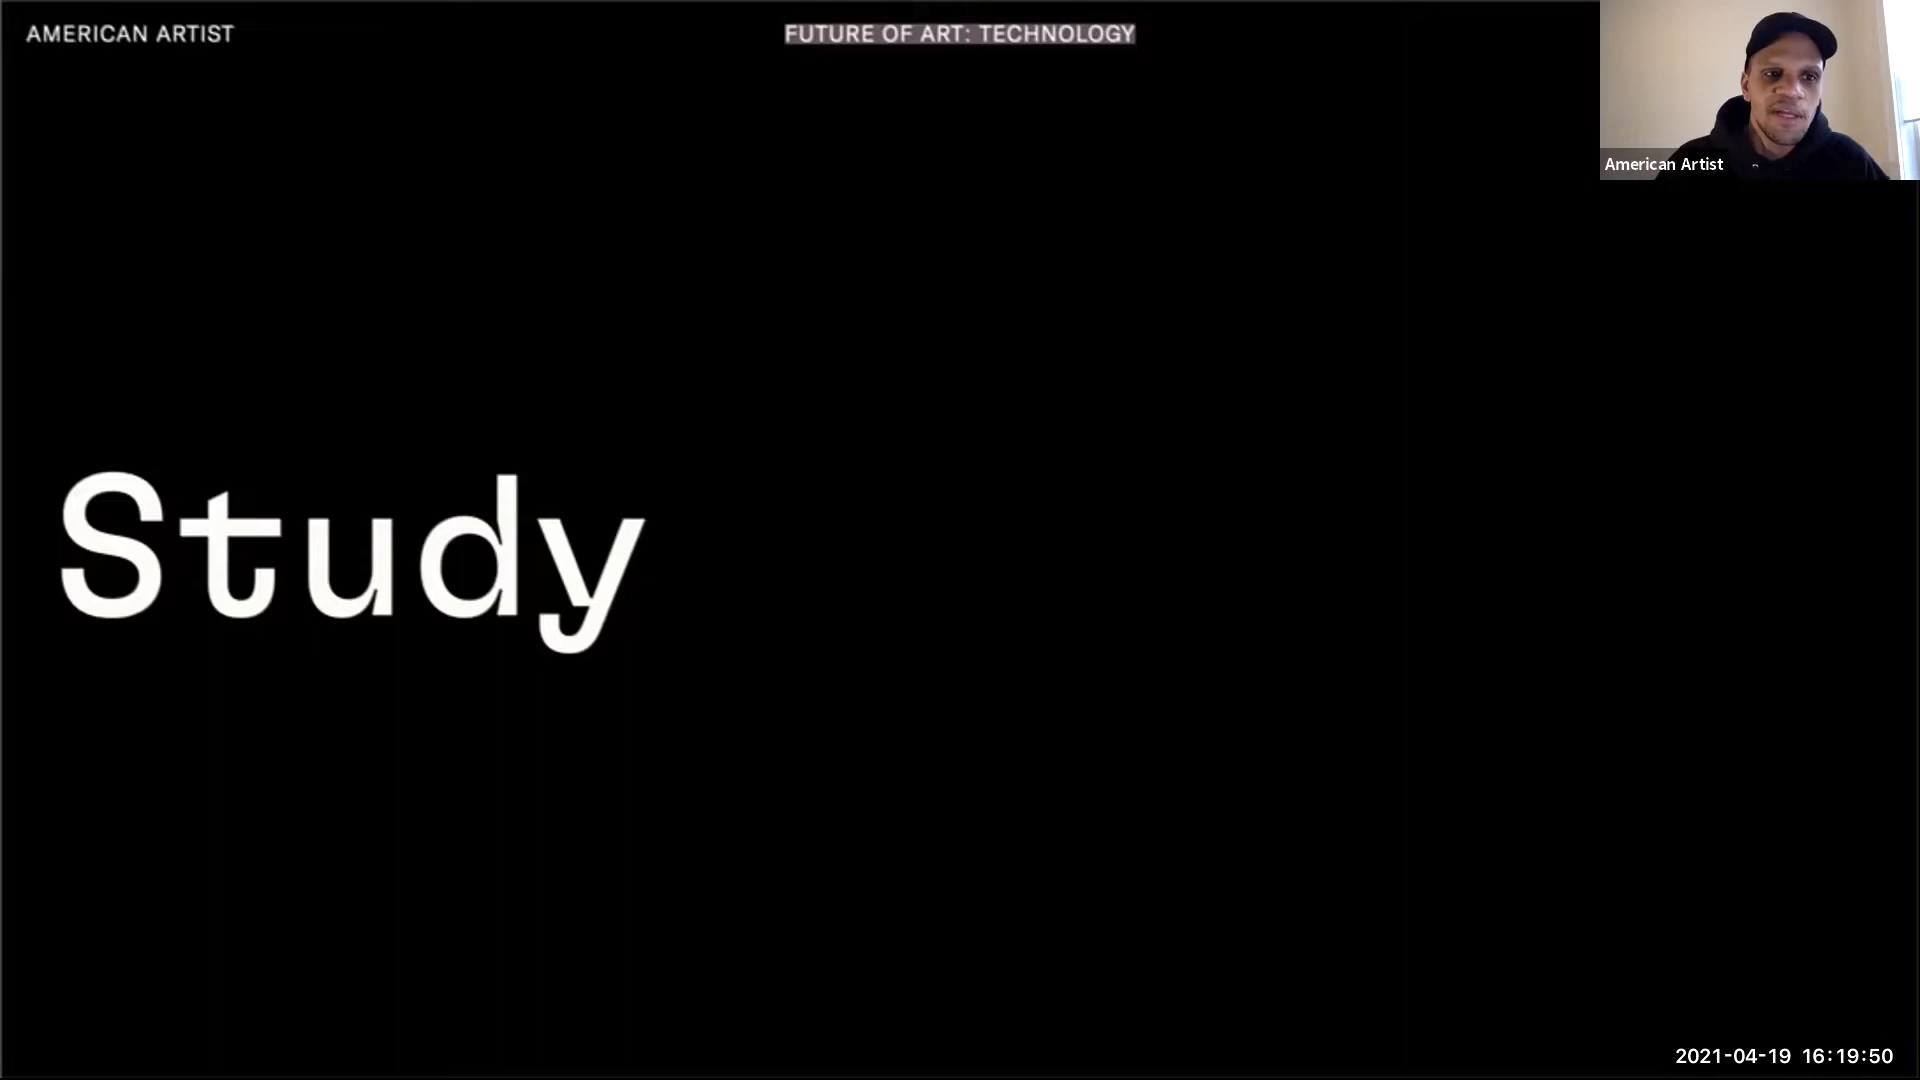 AMERICAN ARTIST
FUTURE OF ART: TECHNOLOGY
American Artist
Study
2021-04-19 16:19:50